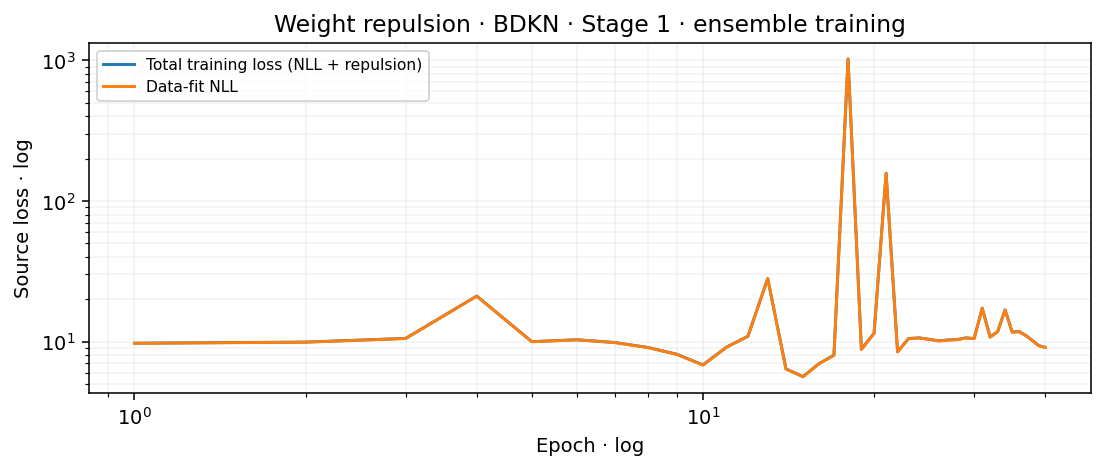 Weight repulsion · BDKN · Stage 1 · ensemble training
Total training loss (NLL + repulsion)
Data-fit NLL
Source loss · log
10³
10²
10¹
10⁰
10¹
Epoch · log